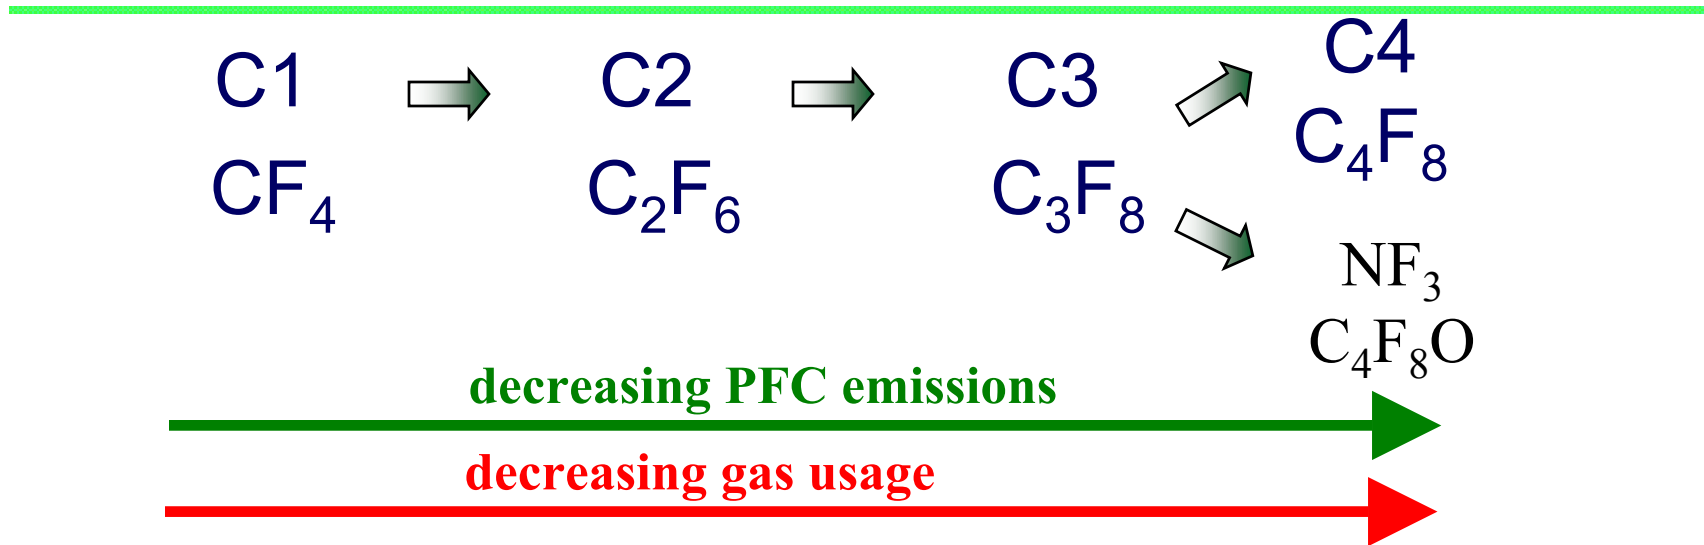 C1
CF₄
C2
C₂F₆
C3
C₃F₈
C4
C₄F₈
NF₃
C₄F₈O
decreasing PFC emissions
decreasing gas usage